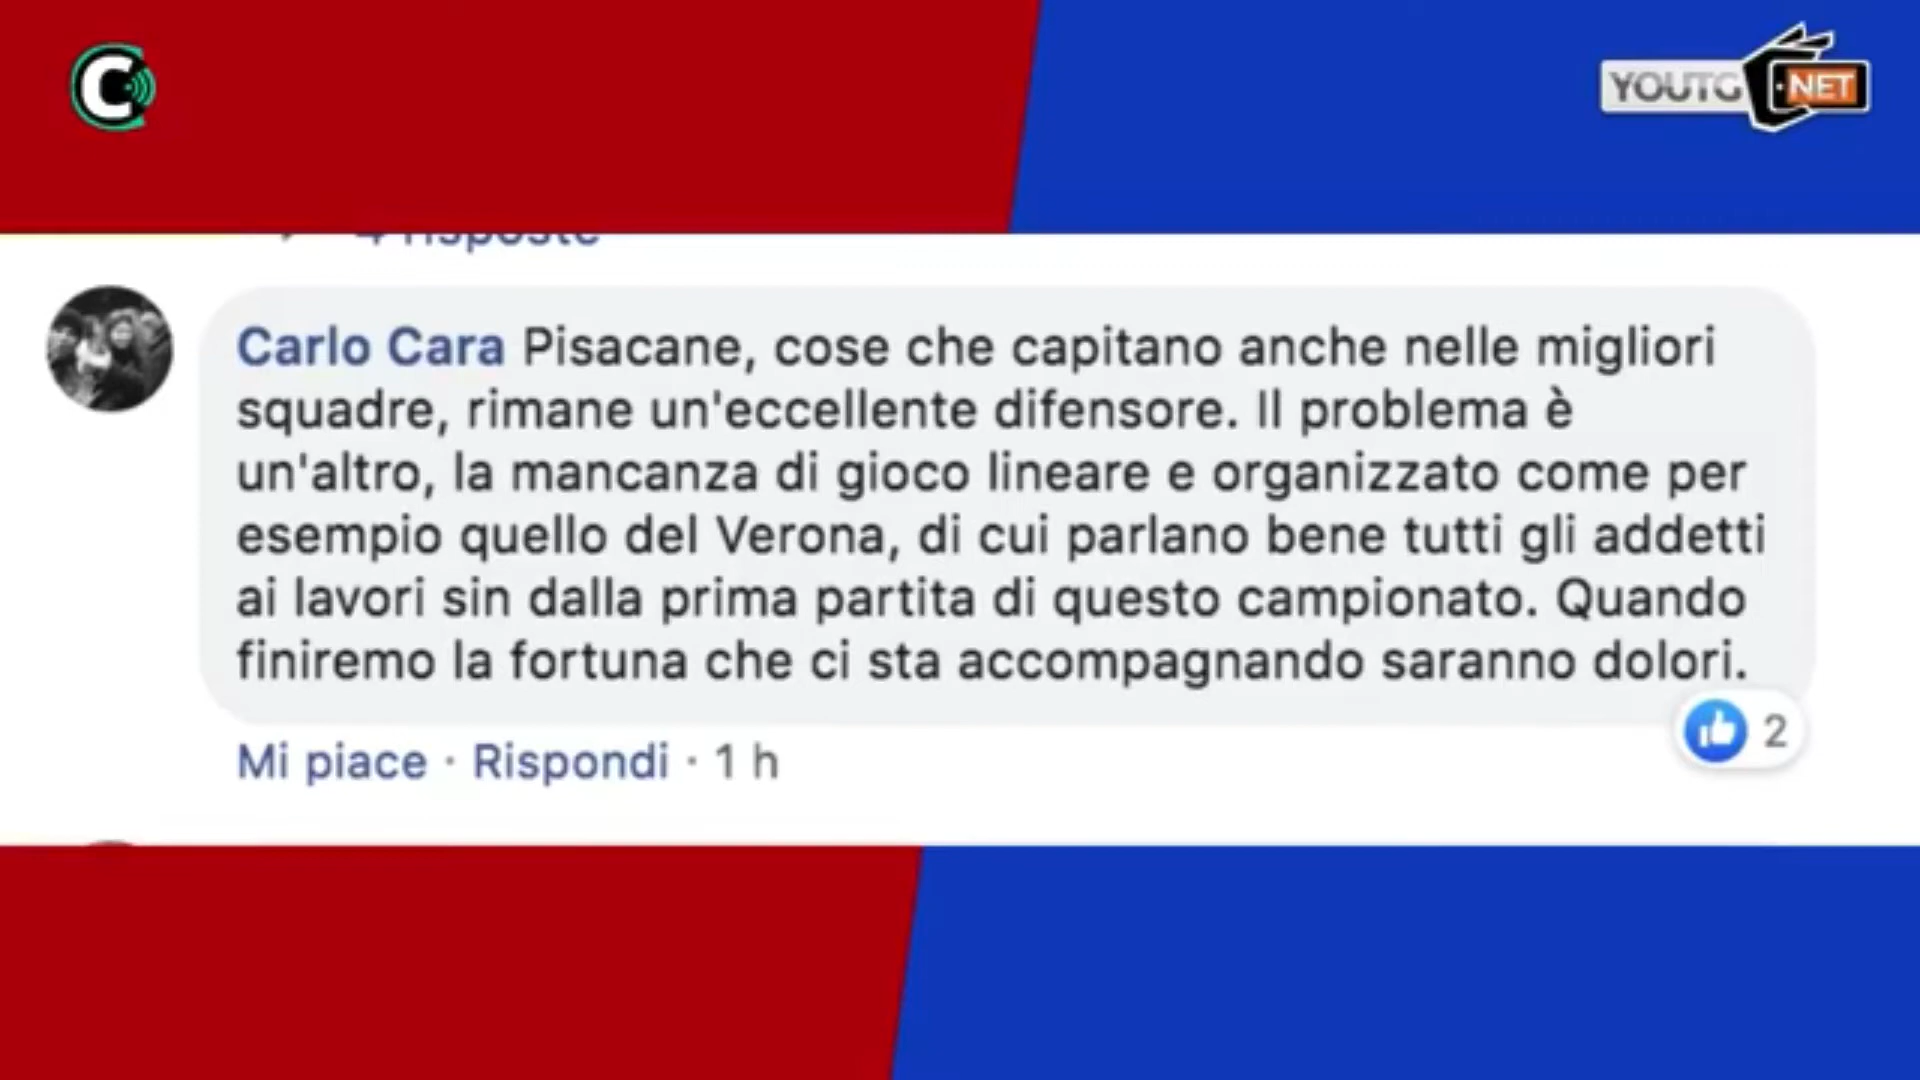 C
YOUTG .NET
4 risposte
Carlo Cara Pisacane, cose che capitano anche nelle migliori
squadre, rimane un'eccellente difensore. Il problema è
un'altro, la mancanza di gioco lineare e organizzato come per
esempio quello del Verona, di cui parlano bene tutti gli addetti
ai lavori sin dalla prima partita di questo campionato. Quando
finiremo la fortuna che ci sta accompagnando saranno dolori.
2
Mi piace · Rispondi · 1 h